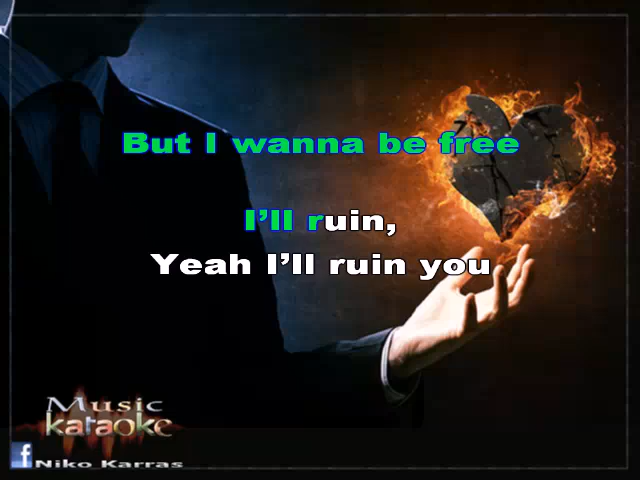 But I wanna be free
I’ll ruin,
Yeah I’ll ruin you
Music
karaoke
f Niko Karras